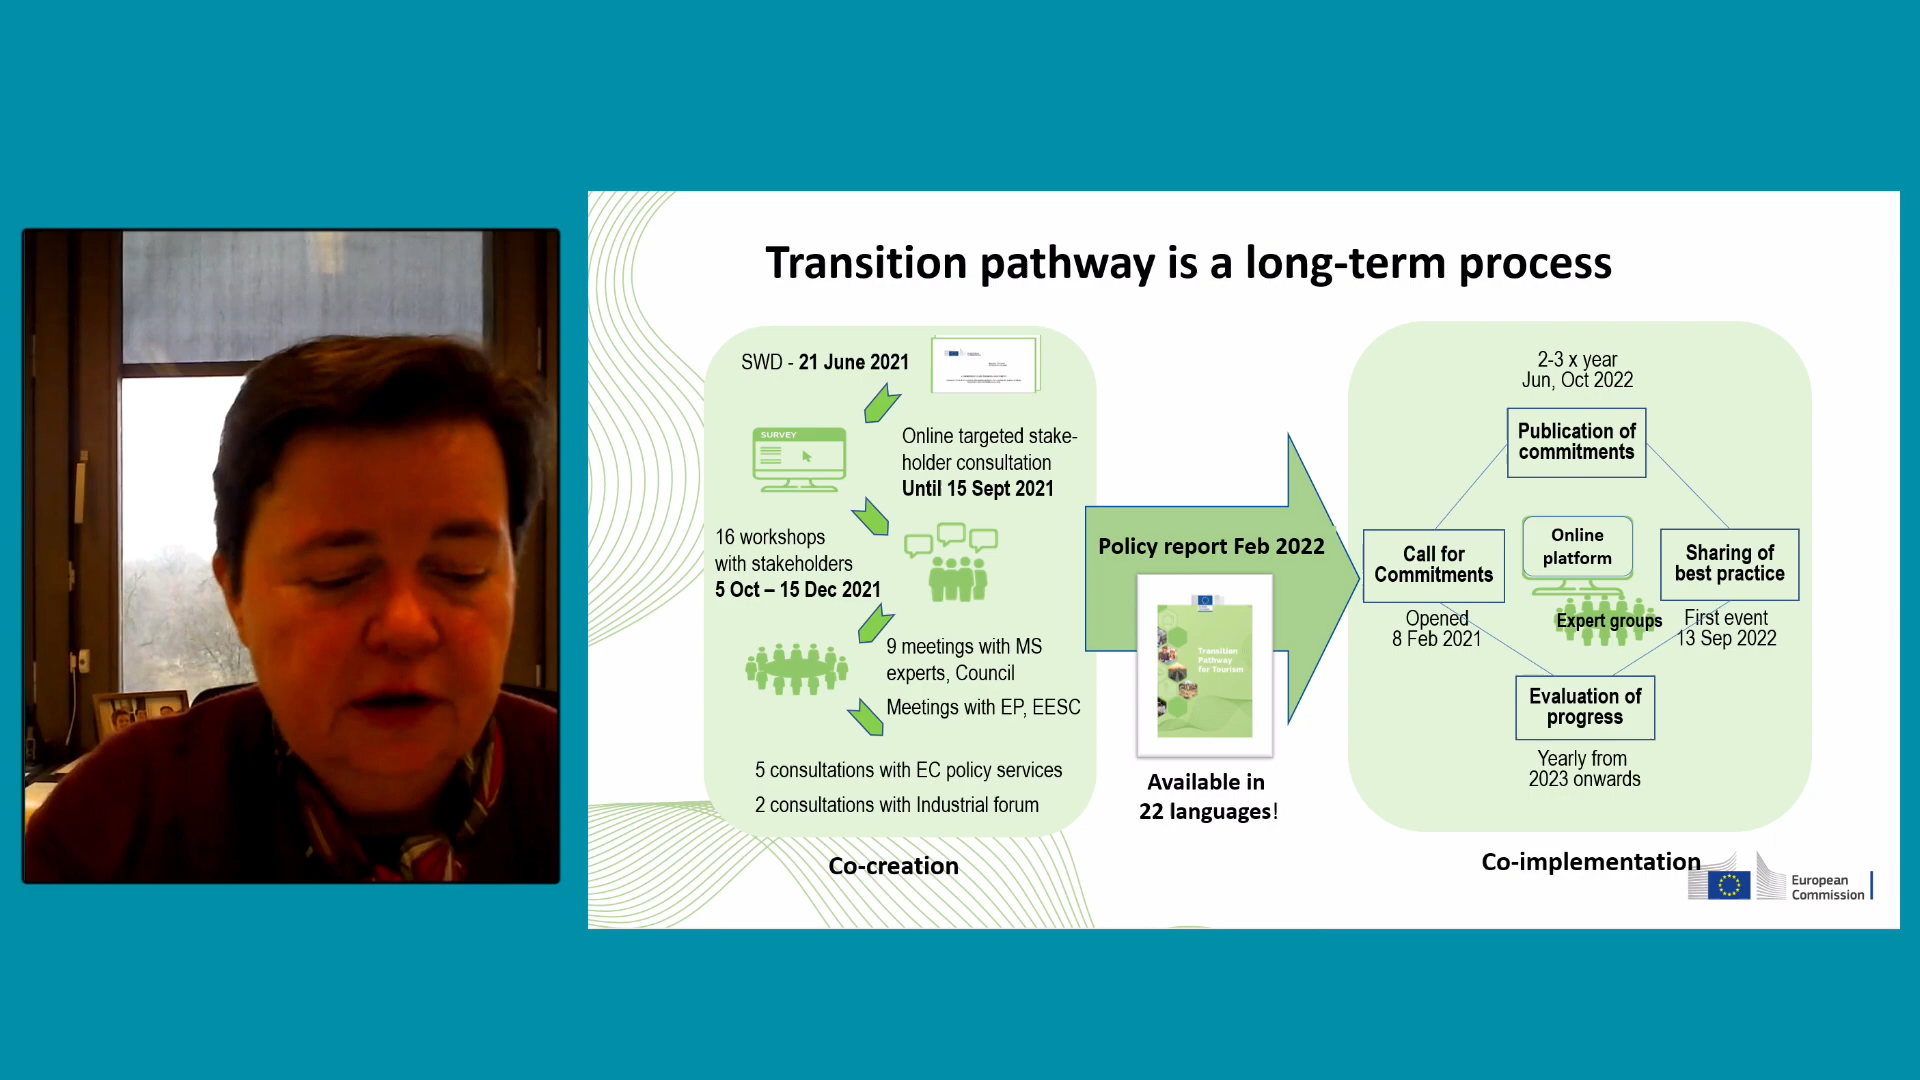 Transition pathway is a long-term process
SWD - 21 June 2021
SURVEY
Online targeted stake-
holder consultation
Until 15 Sept 2021
16 workshops
with stakeholders
5 Oct – 15 Dec 2021
9 meetings with MS
experts, Council
Meetings with EP, EESC
5 consultations with EC policy services
2 consultations with Industrial forum
Co-creation
Policy report Feb 2022
Transition
Pathway
for Tourism
Available in
22 languages!
2-3 x year
Jun, Oct 2022
Publication of
commitments
Call for
Commitments
Opened
8 Feb 2021
Online
platform
Expert groups
Sharing of
best practice
First event
13 Sep 2022
Evaluation of
progress
Yearly from
2023 onwards
Co-implementation
European
Commission